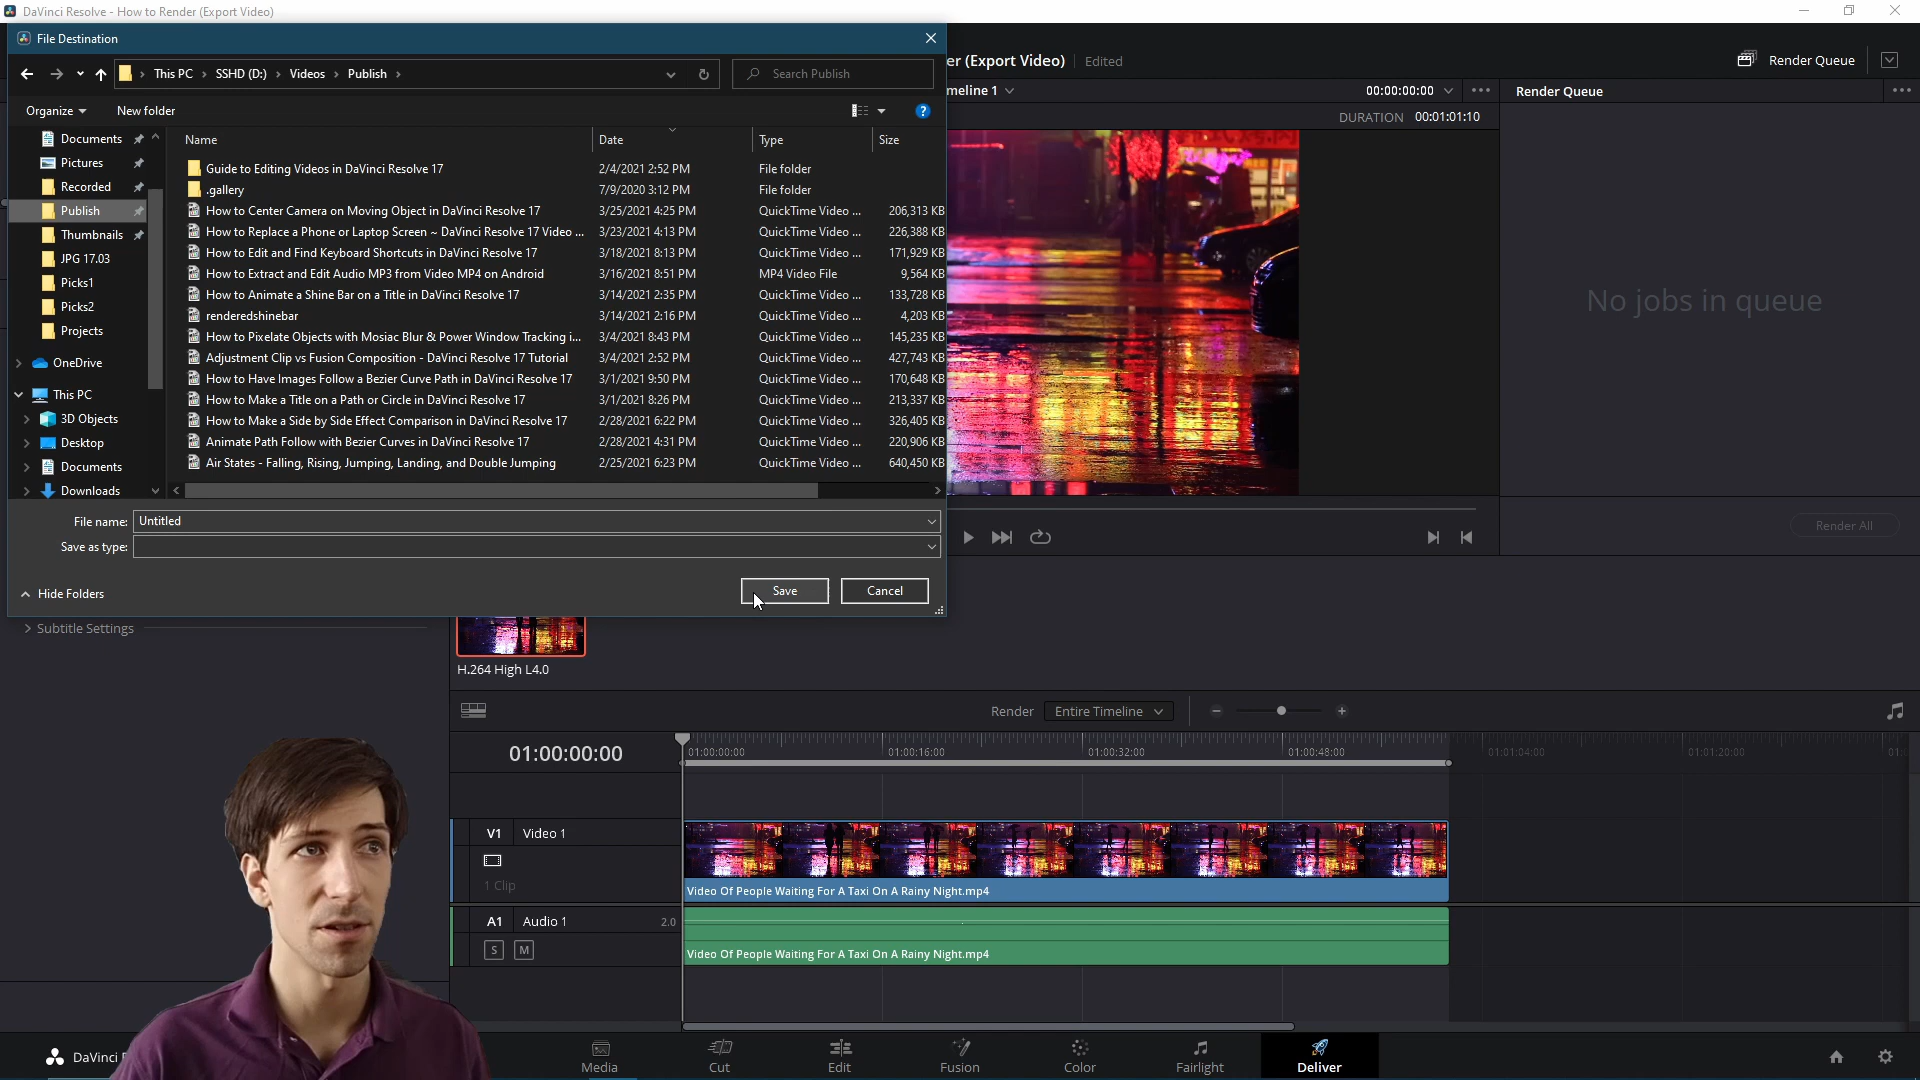 DaVinci Resolve - How to Render (Export Video)
File Destination
er (Export Video)
Edited
Render Queue
This PC
SSHD (D:)
Videos
Publish
Search Publish
meline 1
00:00:00:00
Render Queue
Organize
New folder
DURATION 00:01:01:10
Name Date Type Size
Documents
Pictures
Recorded
Publish
Thumbnails
JPG 17.03
Picks1
Picks2
Projects
OneDrive
This PC
3D Objects
Desktop
Documents
Downloads
Guide to Editing Videos in DaVinci Resolve 17 2/4/2021 2:52 PM File folder
.gallery 7/9/2020 3:12 PM File folder
How to Center Camera on Moving Object in DaVinci Resolve 17 3/25/2021 4:25 PM QuickTime Video ... 206,313 KB
How to Replace a Phone or Laptop Screen ~ DaVinci Resolve 17 Video ... 3/23/2021 4:13 PM QuickTime Video ... 226,388 KB
How to Edit and Find Keyboard Shortcuts in DaVinci Resolve 17 3/18/2021 8:13 PM QuickTime Video ... 171,929 KB
How to Extract and Edit Audio MP3 from Video MP4 on Android 3/16/2021 8:51 PM MP4 Video File 9,564 KB
How to Animate a Shine Bar on a Title in DaVinci Resolve 17 3/14/2021 2:35 PM QuickTime Video ... 133,728 KB
renderedshinebar 3/14/2021 2:16 PM QuickTime Video ... 4,203 KB
How to Pixelate Objects with Mosiac Blur & Power Window Tracking i... 3/4/2021 8:43 PM QuickTime Video ... 145,235 KB
Adjustment Clip vs Fusion Composition - DaVinci Resolve 17 Tutorial 3/4/2021 2:52 PM QuickTime Video ... 427,743 KB
How to Have Images Follow a Bezier Curve Path in DaVinci Resolve 17 3/1/2021 9:50 PM QuickTime Video ... 170,648 KB
How to Make a Title on a Path or Circle in DaVinci Resolve 17 3/1/2021 8:26 PM QuickTime Video ... 213,337 KB
How to Make a Side by Side Effect Comparison in DaVinci Resolve 17 2/28/2021 6:22 PM QuickTime Video ... 326,405 KB
Animate Path Follow with Bezier Curves in DaVinci Resolve 17 2/28/2021 4:31 PM QuickTime Video ... 220,906 KB
Air States - Falling, Rising, Jumping, Landing, and Double Jumping 2/25/2021 6:23 PM QuickTime Video ... 640,450 KB
No jobs in queue
File name: Untitled
Save as type:
Render All
Hide Folders
Save
Cancel
Subtitle Settings
H.264 High L4.0
Render Entire Timeline
01:00:00:00
01:00:00:00 01:00:16:00 01:00:32:00 01:00:48:00 01:01:04:00 01:01:20:00 01:
V1 Video 1
1 Clip
Video Of People Waiting For A Taxi On A Rainy Night.mp4
A1 Audio 1 2.0
S M
Video Of People Waiting For A Taxi On A Rainy Night.mp4
DaVinci
Media
Cut
Edit
Fusion
Color
Fairlight
Deliver